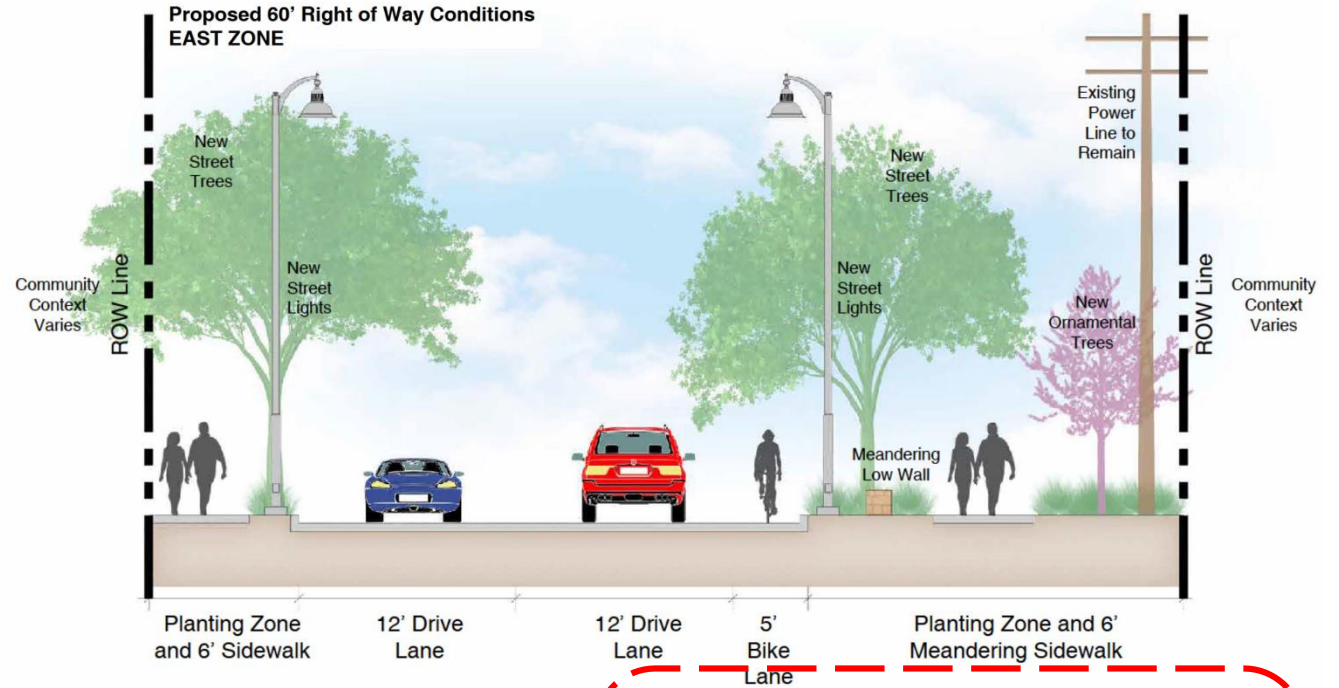 Proposed 60’ Right of Way Conditions
EAST ZONE
New
Street
Trees
New
Street
Trees
Existing
Power
Line to
Remain
Community
Context
Varies
ROW Line
New
Street
Lights
New
Street
Lights
New
Ornamental
Trees
ROW Line
Community
Context
Varies
Meandering
Low Wall
Planting Zone
and 6’ Sidewalk
12’ Drive
Lane
12’ Drive
Lane
5’
Bike
Lane
Planting Zone and 6’
Meandering Sidewalk